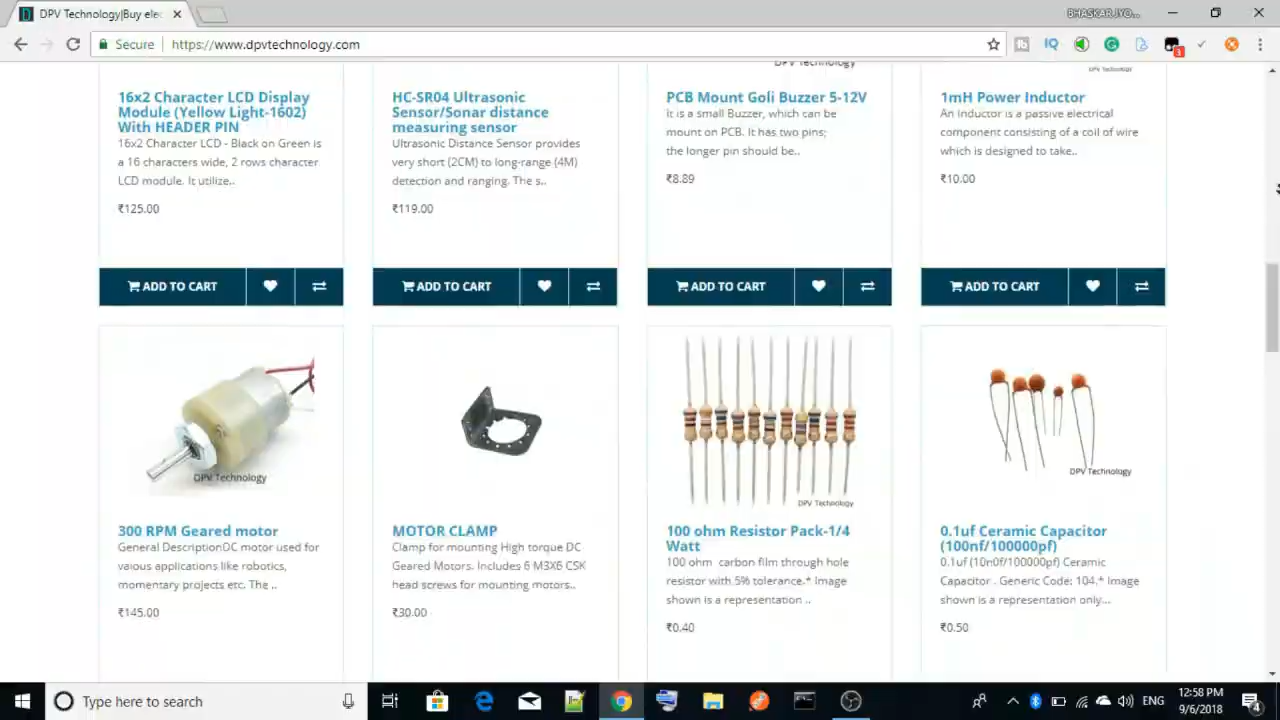 DPV Technology|Buy elec
BHASKAR JYO...
Secure
https://www.dpvtechnology.com
3
DPV Technology
DPV Technology
16x2 Character LCD Display
Module (Yellow Light-1602)
With HEADER PIN
16x2 Character LCD - Black on Green is
a 16 characters wide, 2 rows character
LCD module. It utilize..
₹125.00
HC-SR04 Ultrasonic
Sensor/Sonar distance
measuring sensor
Ultrasonic Distance Sensor provides
very short (2CM) to long-range (4M)
detection and ranging. The s..
₹119.00
PCB Mount Goli Buzzer 5-12V
It is a small Buzzer, which can be
mount on PCB. It has two pins;
the longer pin should be..
₹8.89
1mH Power Inductor
An inductor is a passive electrical
component consisting of a coil of wire
which is designed to take..
₹10.00
ADD TO CART
ADD TO CART
ADD TO CART
ADD TO CART
DPV Technology
300 RPM Geared motor
General DescriptionDC motor used for
vaious applications like robotics,
momentary projects etc. The ..
₹145.00
MOTOR CLAMP
Clamp for mounting High torque DC
Geared Motors. Includes 6 M3X6 CSK
head screws for mounting motors..
₹30.00
DPV Technology
100 ohm Resistor Pack-1/4
Watt
100 ohm carbon film through hole
resistor with 5% tolerance.* Image
shown is a representation ..
₹0.40
DPV Technology
0.1uf Ceramic Capacitor
(100nf/100000pf)
0.1uf (10n0f/100000pf) Ceramic
Capacitor . Generic Code: 104.* Image
shown is a representation only...
₹0.50
Type here to search
ENG
12:58 PM
9/6/2018
4